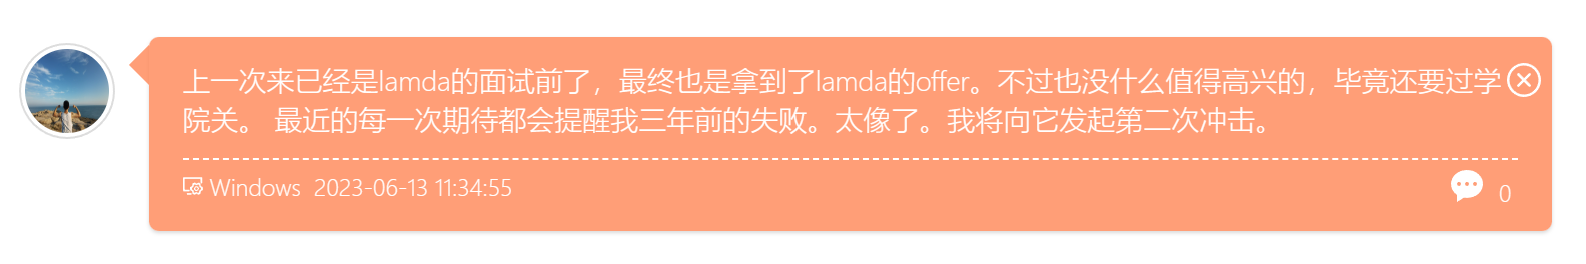 上一次来已经是lamda的面试前了，最终也是拿到了lamda的offer。不过也没什么值得高兴的，毕竟还要过学
院关。 最近的每一次期待都会提醒我三年前的失败。太像了。我将向它发起第二次冲击。
Windows 2023-06-13 11:34:55
0